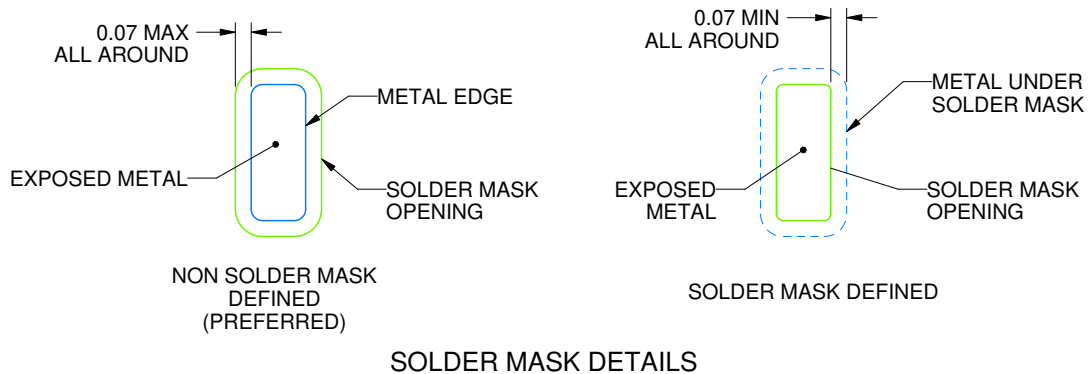 0.07 MAX
ALL AROUND
METAL EDGE
EXPOSED METAL
SOLDER MASK
OPENING
NON SOLDER MASK
DEFINED
(PREFERRED)
0.07 MIN
ALL AROUND
METAL UNDER
SOLDER MASK
EXPOSED
METAL
SOLDER MASK
OPENING
SOLDER MASK DEFINED
SOLDER MASK DETAILS